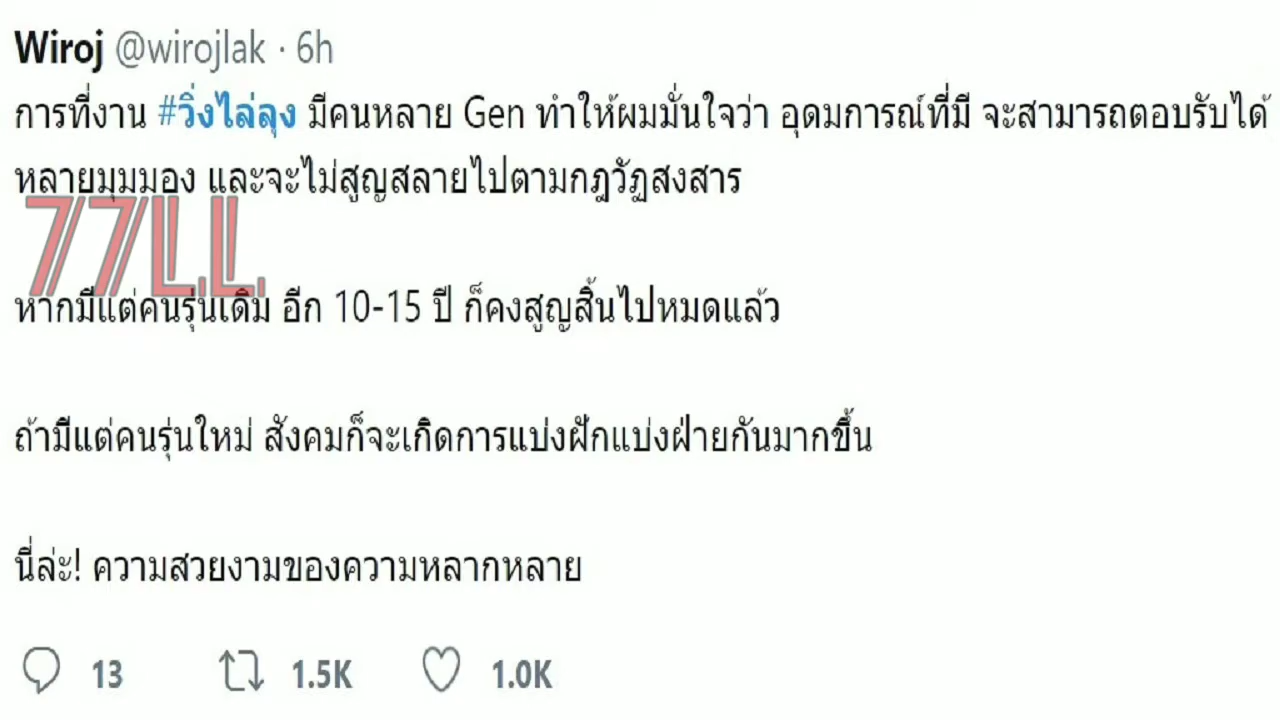 Wiroj @wirojlak · 6h
การที่งาน #วิ่งไล่ลุง มีคนหลาย Gen ทำให้ผมมั่นใจว่า อุดมการณ์ที่มี จะสามารถตอบรับได้
หลายมุมมอง และจะไม่สูญสลายไปตามกฎวัฏสงสาร
77L.L.
หากมีแต่คนรุ่นเดิม อีก 10-15 ปี ก็คงสูญสิ้นไปหมดแล้ว
ถ้ามีแต่คนรุ่นใหม่ สังคมก็จะเกิดการแบ่งฝักแบ่งฝ่ายกันมากขึ้น
นี่ล่ะ! ความสวยงามของความหลากหลาย
13 1.5K 1.0K